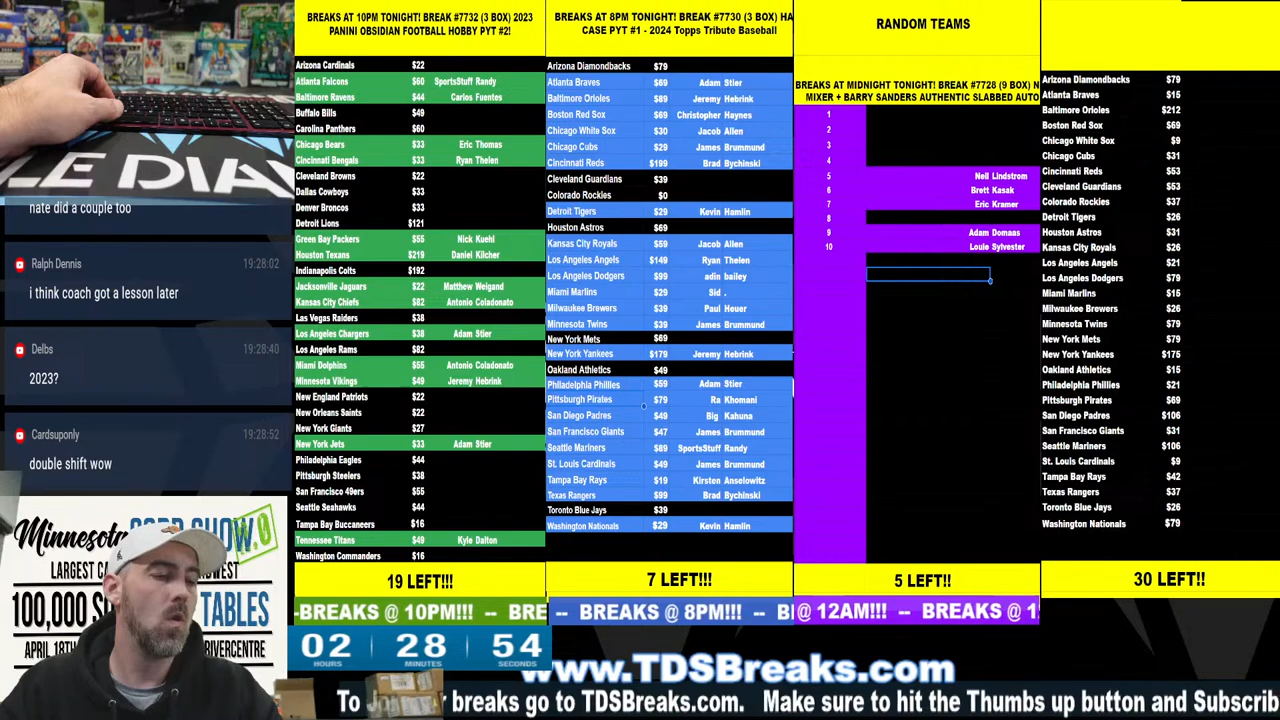 LE DIA
nate did a couple too
Ralph Dennis 19:28:02
i think coach got a lesson later
Delbs 19:28:40
2023?
Cardsuponly 19:28:52
double shift wow
Minnesota
LARGEST CA
100,000 S
TABLES
APRIL 18TH
RIVERCENTRE
BREAKS AT 10PM TONIGHT! BREAK #7732 (3 BOX) 2023
PANINI OBSIDIAN FOOTBALL HOBBY PYT #2!
Arizona Cardinals $22
Atlanta Falcons $60 SportsStuff Randy
Baltimore Ravens $44 Carlos Fuentes
Buffalo Bills $49
Carolina Panthers $60
Chicago Bears $33 Eric Thomas
Cincinnati Bengals $33 Ryan Thelen
Cleveland Browns $22
Dallas Cowboys $33
Denver Broncos $33
Detroit Lions $121
Green Bay Packers $55 Nick Kuehl
Houston Texans $219 Daniel Kilcher
Indianapolis Colts $192
Jacksonville Jaguars $22 Matthew Weigand
Kansas City Chiefs $82 Antonio Coladonato
Las Vegas Raiders $38
Los Angeles Chargers $38 Adam Stier
Los Angeles Rams $82
Miami Dolphins $55 Antonio Coladonato
Minnesota Vikings $49 Jeremy Hebrink
New England Patriots $22
New Orleans Saints $22
New York Giants $27
New York Jets $33 Adam Stier
Philadelphia Eagles $44
Pittsburgh Steelers $38
San Francisco 49ers $55
Seattle Seahawks $44
Tampa Bay Buccaneers $16
Tennessee Titans $49 Kyle Dalton
Washington Commanders $16
19 LEFT!!!
-BREAKS @ 10PM!!! -- BRE
02 28 54
HOURS MINUTES SECONDS
BREAKS AT 8PM TONIGHT! BREAK #7730 (3 BOX) HA
CASE PYT #1 - 2024 Topps Tribute Baseball
Arizona Diamondbacks $79
Atlanta Braves $69 Adam Stier
Baltimore Orioles $89 Jeremy Hebrink
Boston Red Sox $69 Christopher Haynes
Chicago White Sox $30 Jacob Allen
Chicago Cubs $29 James Brummund
Cincinnati Reds $199 Brad Bychinski
Cleveland Guardians $39
Colorado Rockies $0
Detroit Tigers $29 Kevin Hamlin
Houston Astros $69
Kansas City Royals $59 Jacob Allen
Los Angeles Angels $149 Ryan Thelen
Los Angeles Dodgers $99 adin bailey
Miami Marlins $29 Sid .
Milwaukee Brewers $39 Paul Heuer
Minnesota Twins $39 James Brummund
New York Mets $69
New York Yankees $179 Jeremy Hebrink
Oakland Athletics $49
Philadelphia Phillies $59 Adam Stier
Pittsburgh Pirates $79 Ra Khomani
San Diego Padres $49 Big Kahuna
San Francisco Giants $47 James Brummund
Seattle Mariners $89 SportsStuff Randy
St. Louis Cardinals $49 James Brummund
Tampa Bay Rays $19 Kirsten Anselowitz
Texas Rangers $99 Brad Bychinski
Toronto Blue Jays $39
Washington Nationals $29 Kevin Hamlin
7 LEFT!!!
-- BREAKS @ 8PM!!! -- BI
RANDOM TEAMS
BREAKS AT MIDNIGHT TONIGHT! BREAK #7728 (9 BOX) N
MIXER + BARRY SANDERS AUTHENTIC SLABBED AUTO
1
2
3
4
5 Neil Lindstrom
6 Brett Kasak
7 Eric Kramer
8
9 Adam Domaas
10 Louie Sylvester
5 LEFT!!
@ 12AM!!! -- BREAKS @ 1
Arizona Diamondbacks $79
Atlanta Braves $15
Baltimore Orioles $212
Boston Red Sox $69
Chicago White Sox $9
Chicago Cubs $31
Cincinnati Reds $53
Cleveland Guardians $53
Colorado Rockies $37
Detroit Tigers $26
Houston Astros $31
Kansas City Royals $26
Los Angeles Angels $21
Los Angeles Dodgers $79
Miami Marlins $15
Milwaukee Brewers $26
Minnesota Twins $79
New York Mets $79
New York Yankees $175
Oakland Athletics $15
Philadelphia Phillies $21
Pittsburgh Pirates $69
San Diego Padres $106
San Francisco Giants $31
Seattle Mariners $106
St. Louis Cardinals $9
Tampa Bay Rays $42
Texas Rangers $37
Toronto Blue Jays $26
Washington Nationals $79
30 LEFT!!
www.TDSBreaks.com
To J r breaks go to TDSBreaks.com. Make sure to hit the Thumbs up button and Subscrib